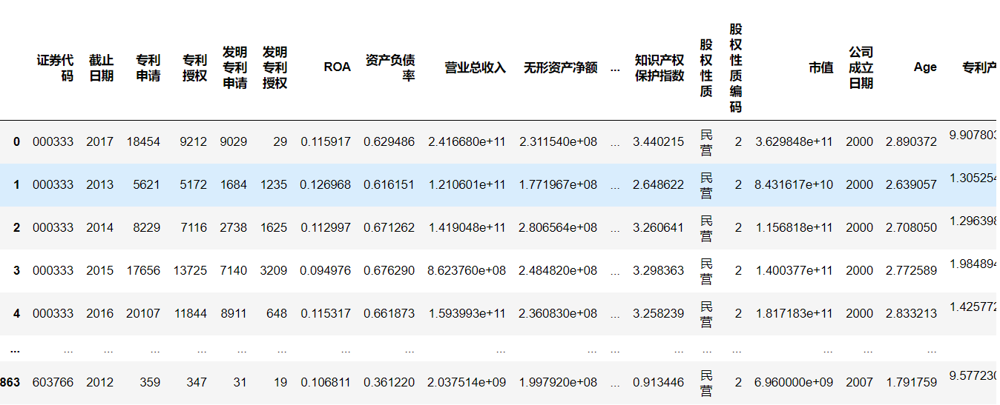 证券代码 截止日期 专利申请 专利授权 发明专利申请 发明专利授权 ROA 资产负债率 营业总收入 无形资产净额 ... 知识产权保护指数 股权性质 股权性质编码 市值 公司成立日期 Age 专利产
0 000333 2017 18454 9212 9029 29 0.115917 0.629486 2.416680e+11 2.311540e+08 ... 3.440215 民营 2 3.629848e+11 2000 2.890372 9.907803
1 000333 2013 5621 5172 1684 1235 0.126968 0.616151 1.210601e+11 1.771967e+08 ... 2.648622 民营 2 8.431617e+10 2000 2.639057 1.305254
2 000333 2014 8229 7116 2738 1625 0.112997 0.671262 1.419048e+11 2.806564e+08 ... 3.260641 民营 2 1.156818e+11 2000 2.708050 1.296398
3 000333 2015 17656 13725 7140 3209 0.094976 0.676290 8.623760e+08 2.484820e+08 ... 3.298363 民营 2 1.400377e+11 2000 2.772589 1.984894
4 000333 2016 20107 11844 8911 648 0.115317 0.661873 1.593993e+11 2.360830e+08 ... 3.258239 民营 2 1.817183e+11 2000 2.833213 1.425772
... ... ... ... ... ... ... ... ... ... ... ... ... ... ... ... ... ...
863 603766 2012 359 347 31 19 0.106811 0.361220 2.037514e+09 1.997920e+08 ... 0.913446 民营 2 6.960000e+09 2007 1.791759 9.577230